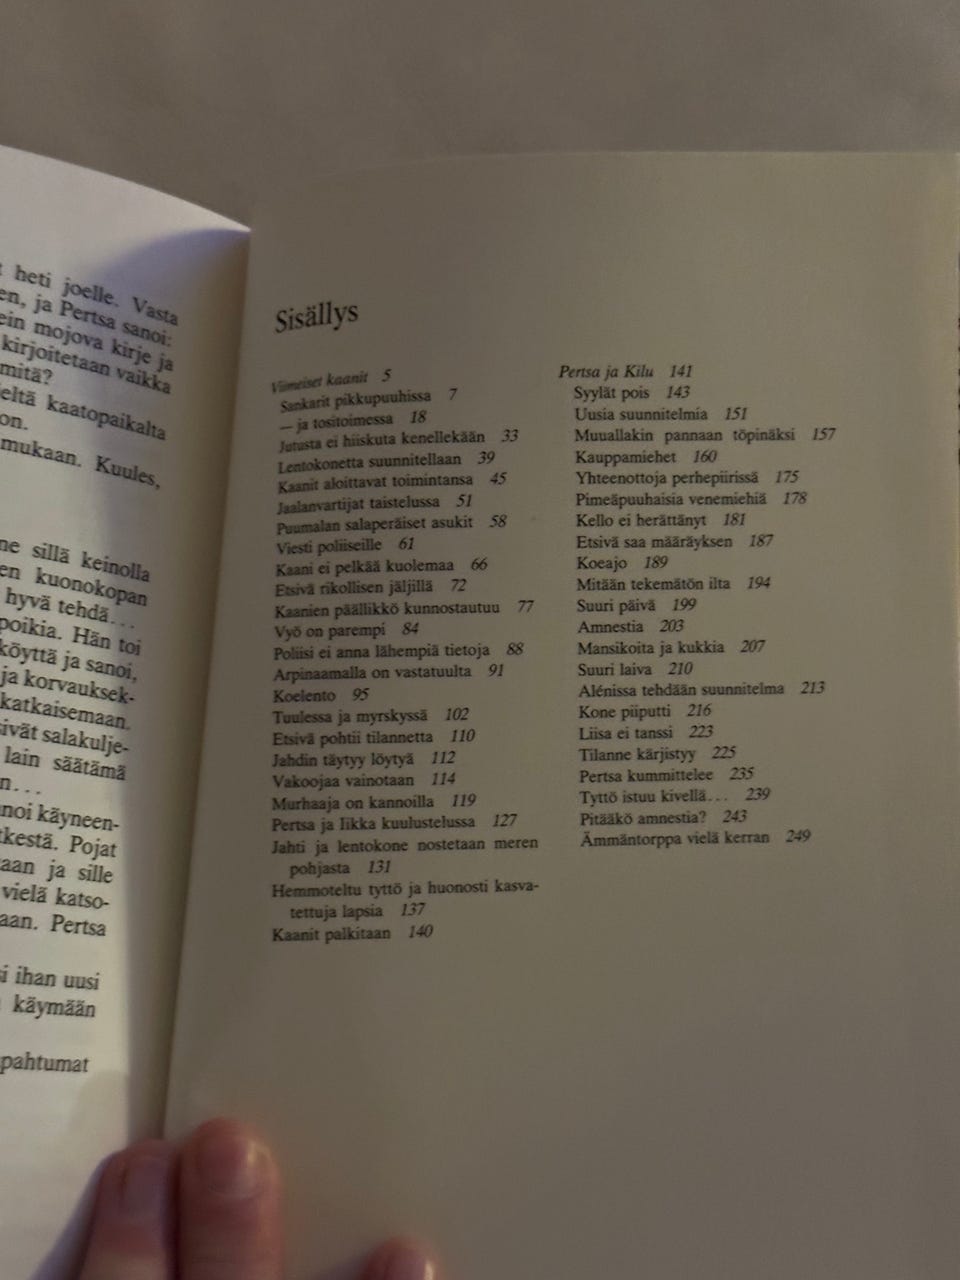 heti joelle. Vasta
en, ja Pertsa sanoi:
ein mojova kirje ja
kirjoitetaan vaikka
mitä?
eltä kaatopaikalta
on.
mukaan. Kuules,
ne sillä keinolla
en kuonokopan
hyvä tehdä...
poikia. Hän toi
köyttä ja sanoi,
ja korvauksek-
katkaisemaan.
sivät salakulje-
lain säätämä
n...
noi käyneen-
tkestä. Pojat
aan ja sille
vielä katso-
aan. Pertsa
si ihan uusi
käymään
pahtumat
Sisällys
Viimeiset kaanit 5
Sankarit pikkupuuhissa 7
— ja tositoimessa 18
Jutusta ei hiiskuta kenellekään 33
Lentokonetta suunnitellaan 39
Kaanit aloittavat toimintansa 45
Jaalanvartijat taistelussa 51
Puumalan salaperäiset asukit 58
Viesti poliiseille 61
Kaani ei pelkää kuolemaa 66
Etsivä rikollisen jäljillä 72
Kaanien päällikkö kunnostautuu 77
Vyö on parempi 84
Poliisi ei anna lähempiä tietoja 88
Arpinaamalla on vastatuulta 91
Koelento 95
Tuulessa ja myrskyssä 102
Etsivä pohtii tilannetta 110
Jahdin täytyy löytyä 112
Vakoojaa vainotaan 114
Murhaaja on kannoilla 119
Pertsa ja Iikka kuulustelussa 127
Jahti ja lentokone nostetaan meren
pohjasta 131
Hemmoteltu tyttö ja huonosti kasva-
tettuja lapsia 137
Kaanit palkitaan 140
Pertsa ja Kilu 141
Syylät pois 143
Uusia suunnitelmia 151
Muuallakin pannaan töpinäksi 157
Kauppamiehet 160
Yhteenottoja perhepiirissä 175
Pimeäpuuhaisia venemiehiä 178
Kello ei herättänyt 181
Etsivä saa määräyksen 187
Koeajo 189
Mitään tekemätön ilta 194
Suuri päivä 199
Amnestia 203
Mansikoita ja kukkia 207
Suuri laiva 210
Alénissa tehdään suunnitelma 213
Kone piiputti 216
Liisa ei tanssi 223
Tilanne kärjistyy 225
Pertsa kummittelee 235
Tyttö istuu kivellä... 239
Pitääkö amnestia? 243
Ämmäntorppa vielä kerran 249